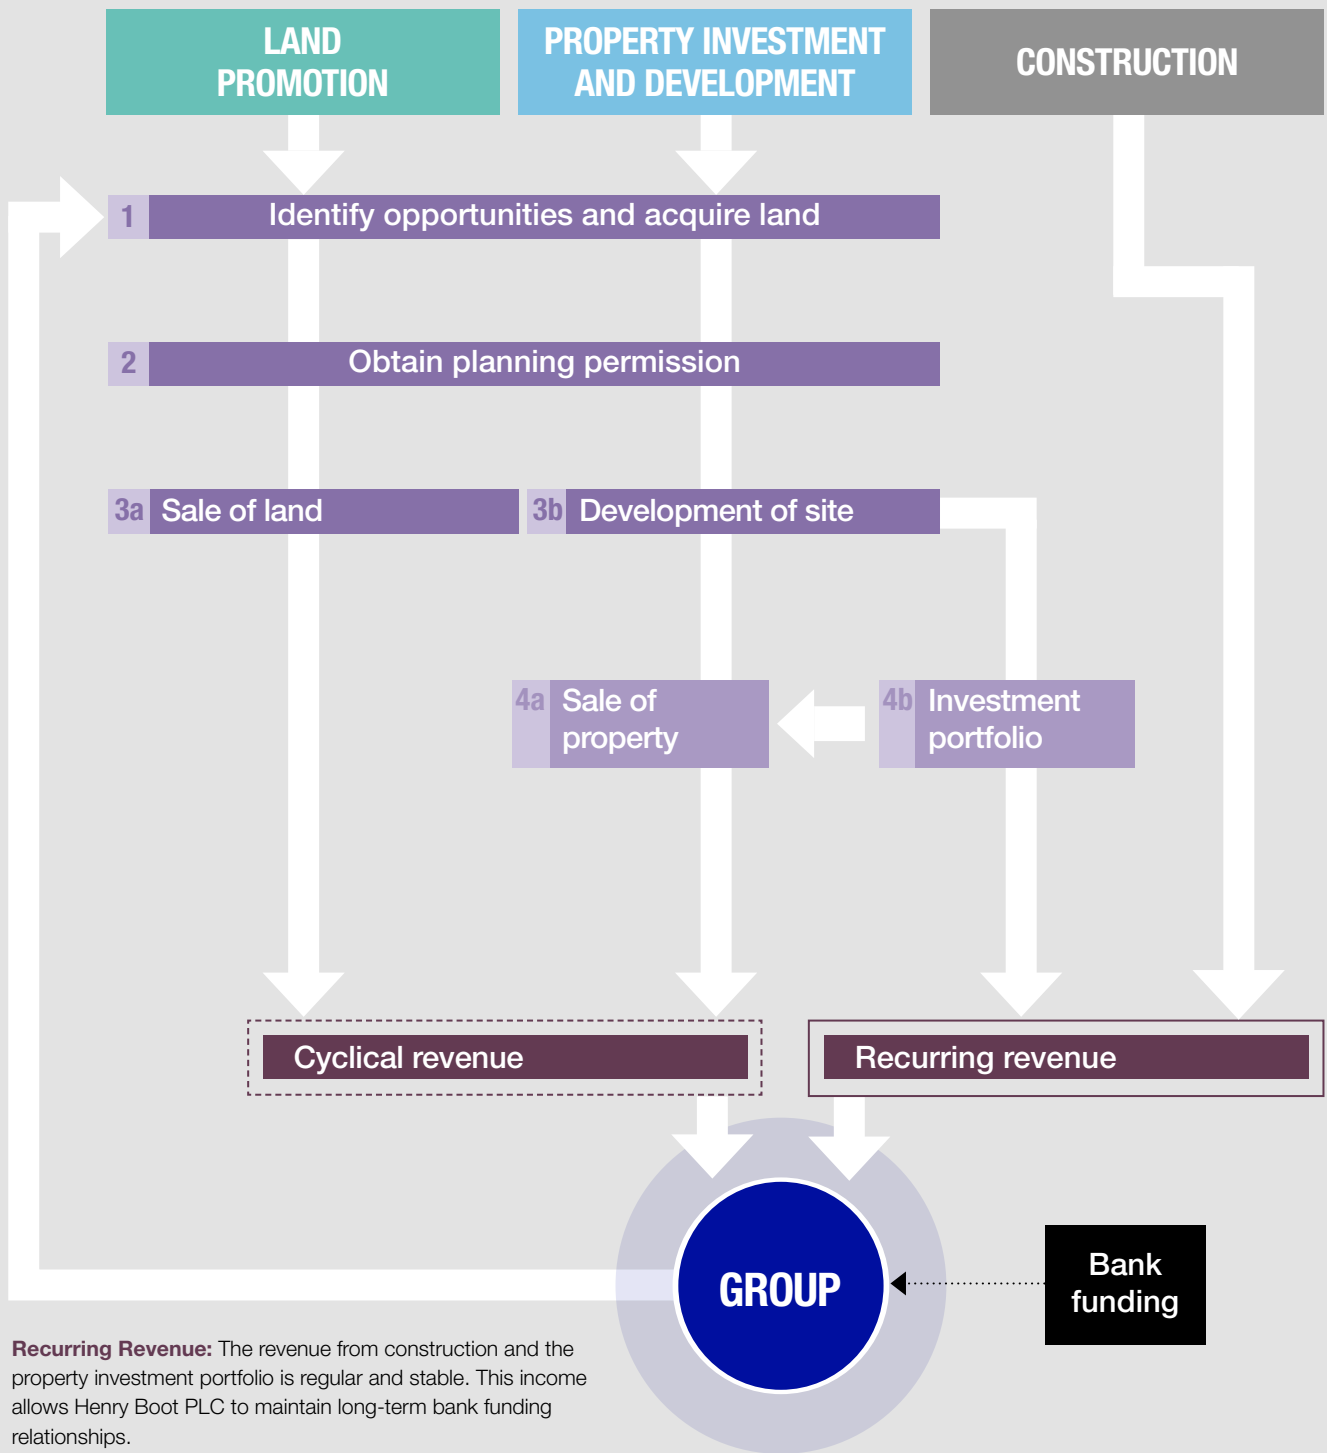 LAND
PROMOTION
PROPERTY INVESTMENT
AND DEVELOPMENT
CONSTRUCTION
1 Identify opportunities and acquire land
2 Obtain planning permission
3a Sale of land
3b Development of site
4a Sale of
property
4b Investment
portfolio
Cyclical revenue
Recurring revenue
GROUP
Bank
funding
Recurring Revenue: The revenue from construction and the
property investment portfolio is regular and stable. This income
allows Henry Boot PLC to maintain long-term bank funding
relationships.